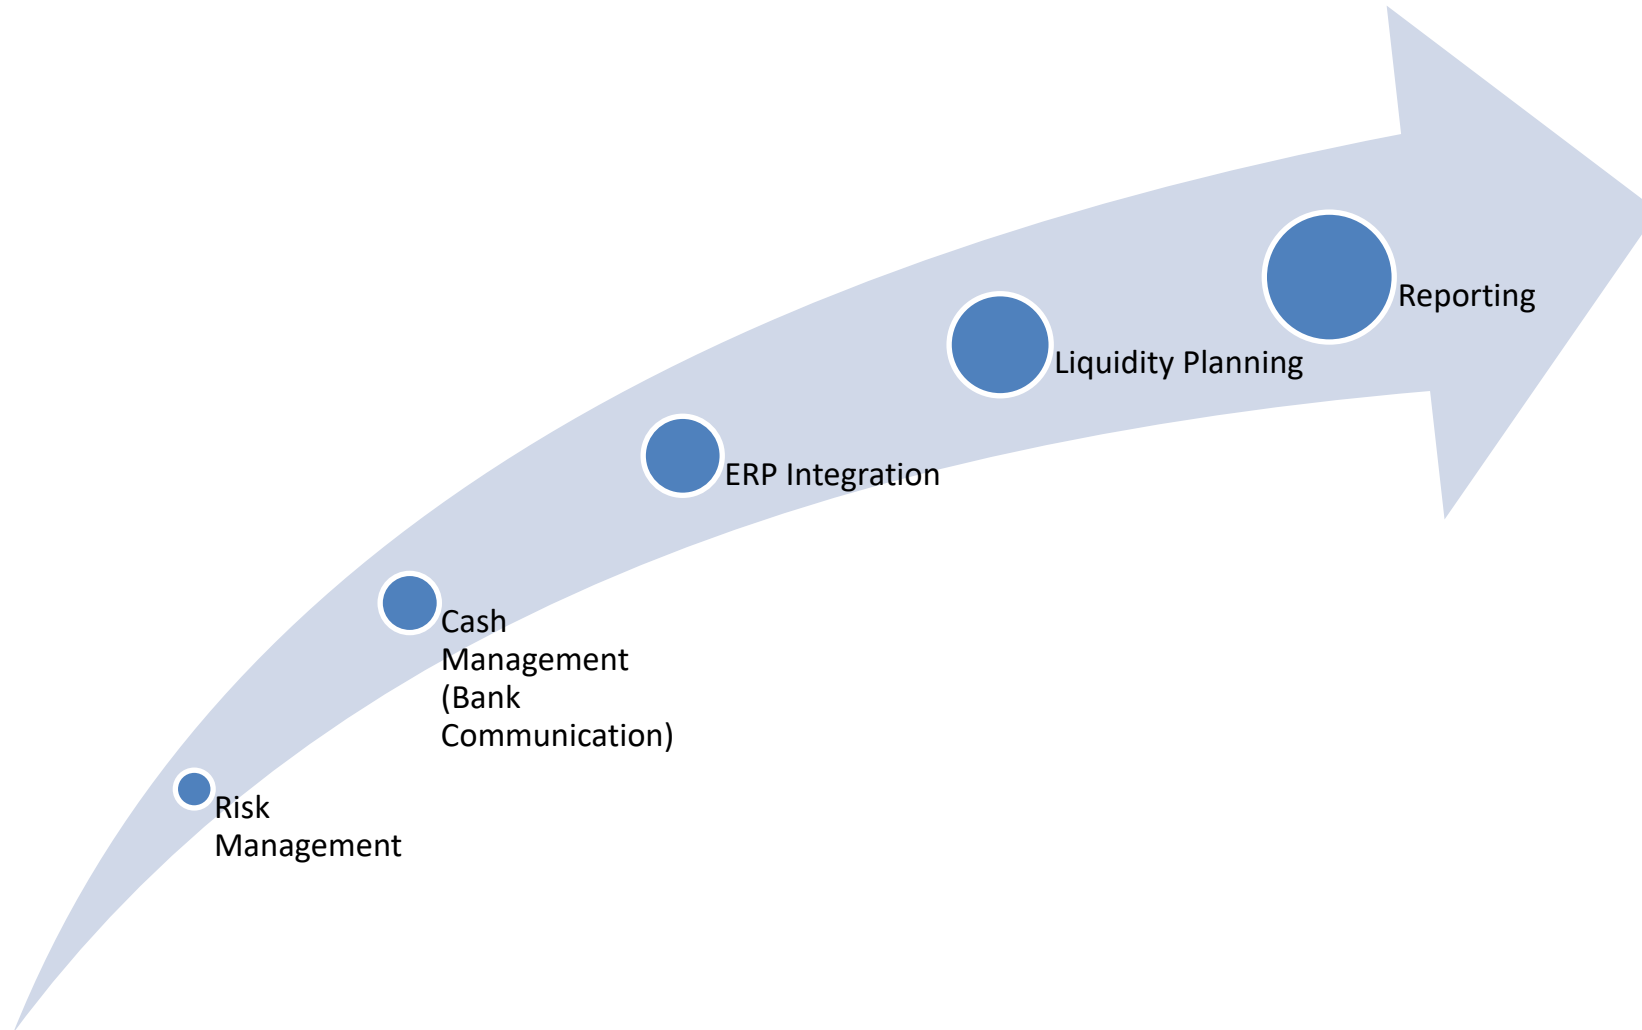 Reporting
Liquidity Planning
ERP Integration
Cash
Management
(Bank
Communication)
Risk
Management